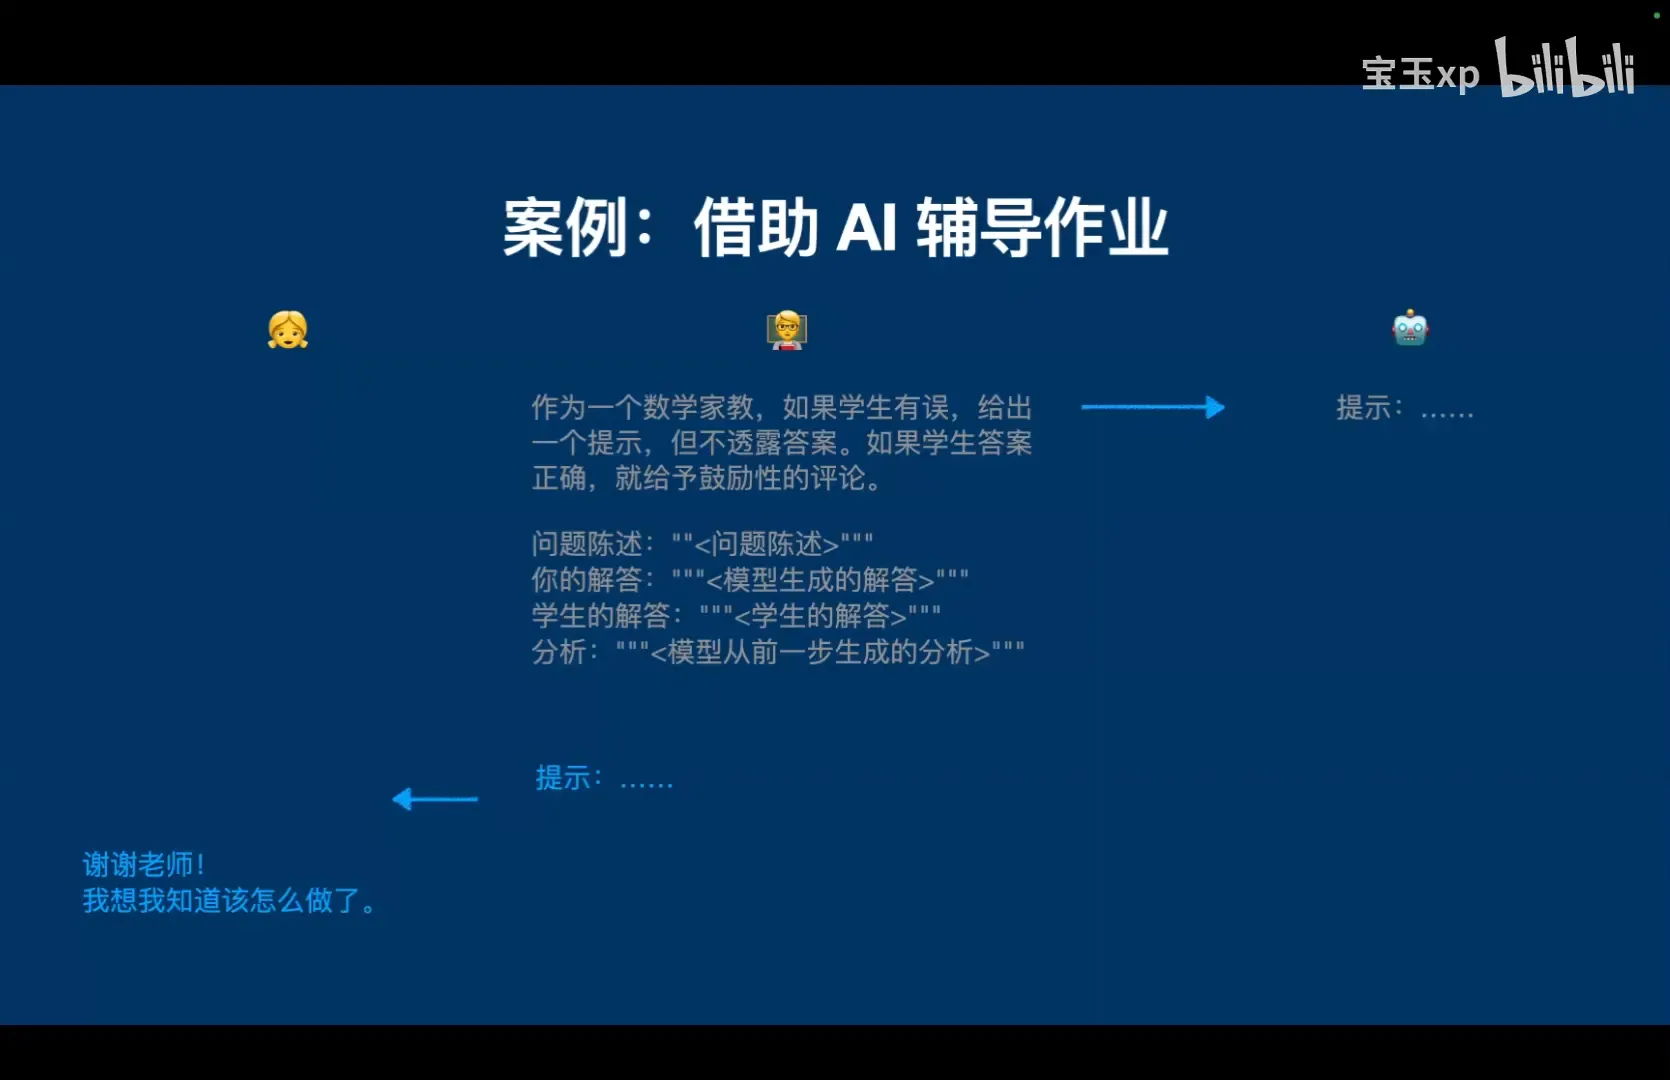 宝玉xp bilibili
案例：借助 AI 辅导作业
作为一个数学家教，如果学生有误，给出
一个提示，但不透露答案。如果学生答案
正确，就给予鼓励性的评论。
提示：......
问题陈述：""<问题陈述>"""
你的解答："""<模型生成的解答>"""
学生的解答："""<学生的解答>"""
分析："""<模型从前一步生成的分析>"""
提示：......
谢谢老师！
我想我知道该怎么做了。